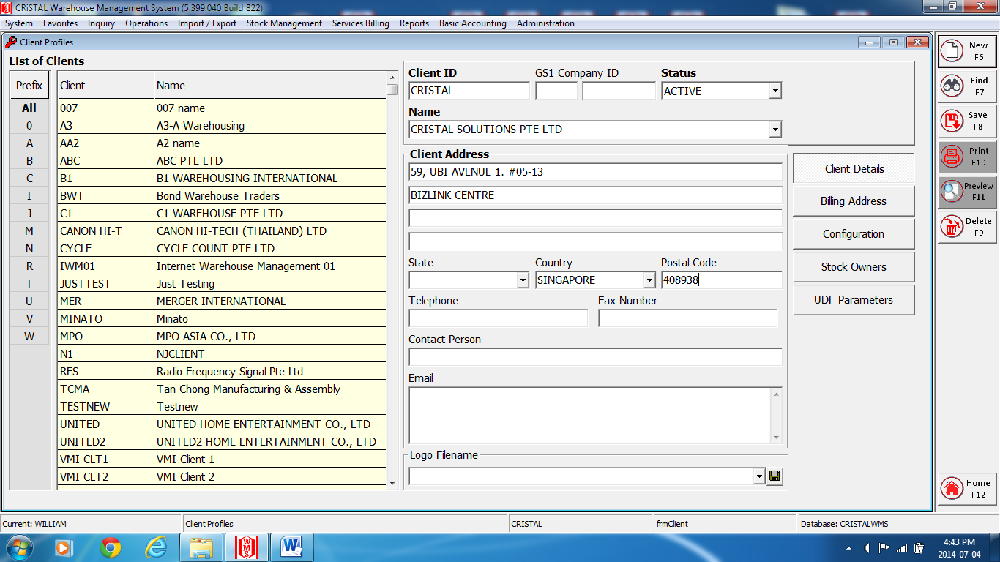 CRiSTAL Warehouse Management System (5.399.040 Build 822)
System Favorites Inquiry Operations Import / Export Stock Management Services Billing Reports Basic Accounting Administration
Client Profiles
List of Clients
Prefix Client Name
All 007 007 name
0 A3 A3-A Warehousing
A AA2 A2 name
B ABC ABC PTE LTD
C B1 B1 WAREHOUSING INTERNATIONAL
I BWT Bond Warehouse Traders
J C1 C1 WAREHOUSE PTE LTD
M CANON HI-T CANON HI-TECH (THAILAND) LTD
N CYCLE CYCLE COUNT PTE LTD
R IWM01 Internet Warehouse Management 01
T JUSTTEST Just Testing
U MER MERGER INTERNATIONAL
V MINATO Minato
W MPO MPO ASIA CO., LTD
N1 NJCLIENT
RFS Radio Frequency Signal Pte Ltd
TCMA Tan Chong Manufacturing & Assembly
TESTNEW Testnew
UNITED UNITED HOME ENTERTAINMENT CO., LTD
UNITED2 UNITED2 HOME ENTERTAINMENT CO., LTD
VMI CLT1 VMI Client 1
VMI CLT2 VMI Client 2
Client ID GS1 Company ID Status
CRISTAL ACTIVE
Name
CRISTAL SOLUTIONS PTE LTD
Client Address
59, UBI AVENUE 1. #05-13
BIZLINK CENTRE
State Country Postal Code
SINGAPORE 408938
Telephone Fax Number
Contact Person
Email
Logo Filename
Client Details
Billing Address
Configuration
Stock Owners
UDF Parameters
New
F6
Find
F7
Save
F8
Print
F10
Preview
F11
Delete
F9
Home
F12
Current: WILLIAM Client Profiles CRISTAL frmClient Database: CRISTALWMS
WMS
W
4:43 PM
2014-07-04